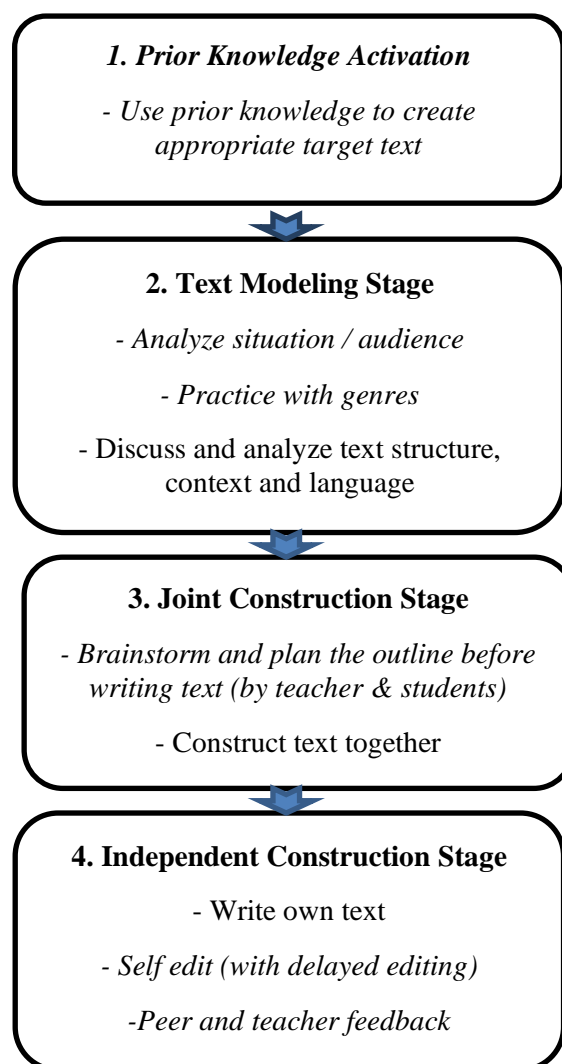 1. Prior Knowledge Activation
- Use prior knowledge to create
appropriate target text
2. Text Modeling Stage
- Analyze situation / audience
- Practice with genres
- Discuss and analyze text structure,
context and language
3. Joint Construction Stage
- Brainstorm and plan the outline before
writing text (by teacher & students)
- Construct text together
4. Independent Construction Stage
- Write own text
- Self edit (with delayed editing)
-Peer and teacher feedback